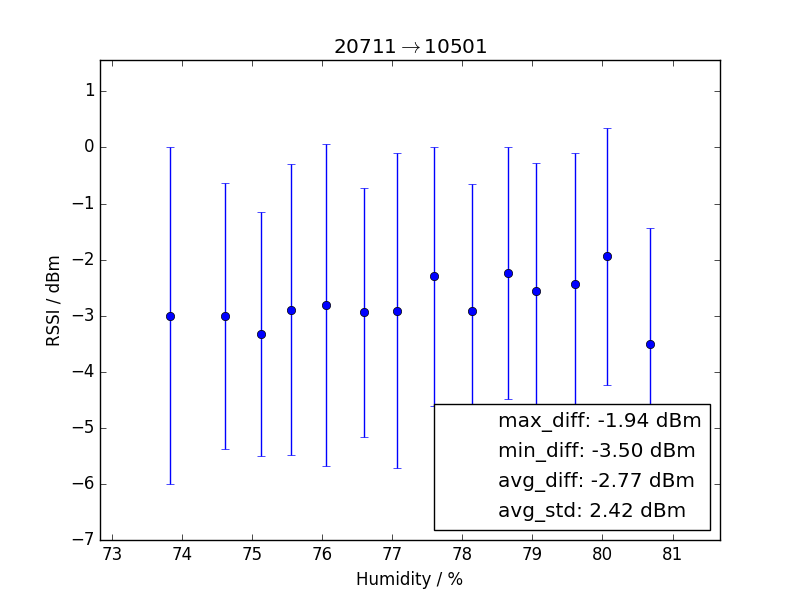 20711→10501
1
0
−1
−2
−3
−4
−5
−6
−7
RSSI / dBm
max_diff: -1.94 dBm
min_diff: -3.50 dBm
avg_diff: -2.77 dBm
avg_std: 2.42 dBm
73 74 75 76 77 78 79 80 81
Humidity / %